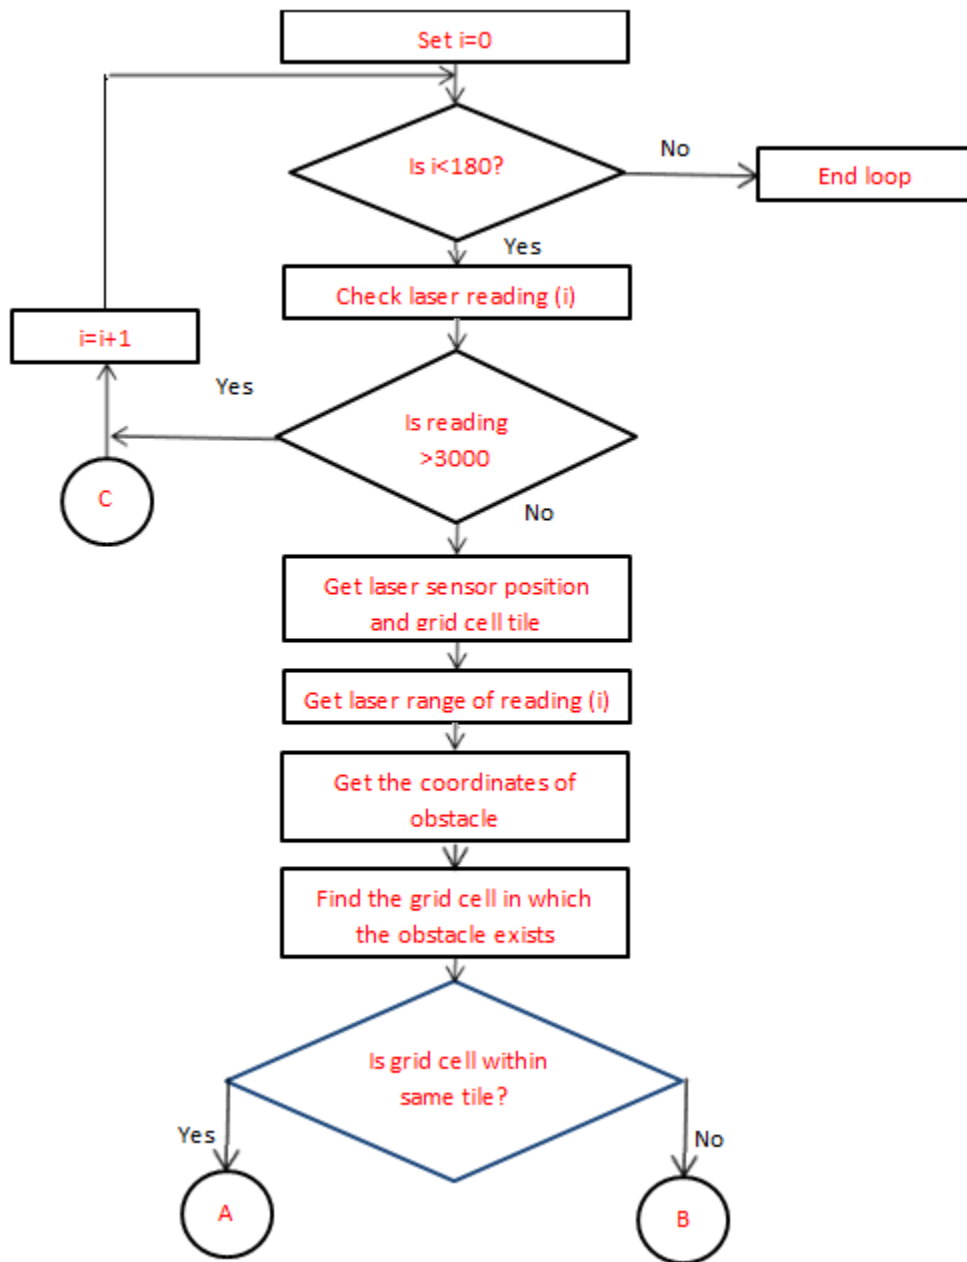 Set i=0
Is i<180?
No
End loop
Yes
Check laser reading (i)
i=i+1
Yes
Is reading
>3000
C
No
Get laser sensor position
and grid cell tile
Get laser range of reading (i)
Get the coordinates of
obstacle
Find the grid cell in which
the obstacle exists
Is grid cell within
same tile?
Yes
No
A
B